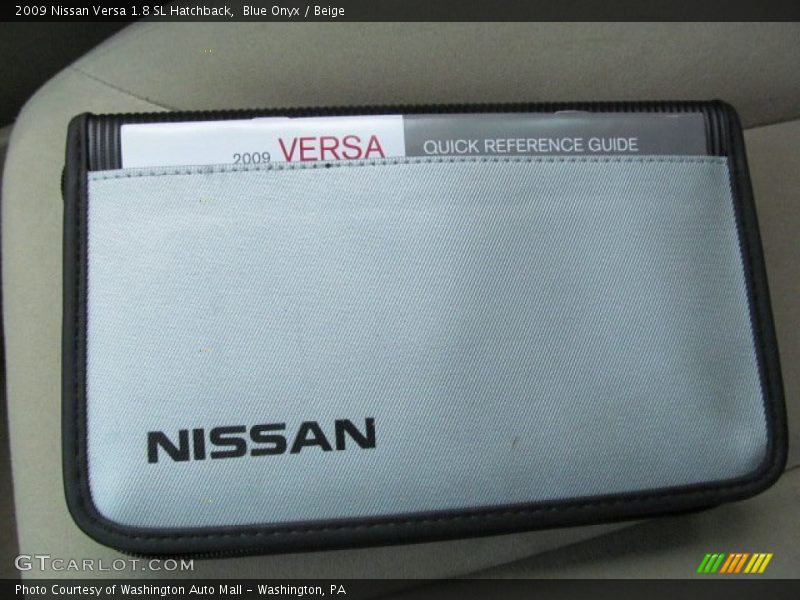 2009 Nissan Versa 1.8 SL Hatchback,  Blue Onyx / Beige
2009 VERSA QUICK REFERENCE GUIDE
NISSAN
GTCARLOT.COM
Photo Courtesy of Washington Auto Mall - Washington, PA